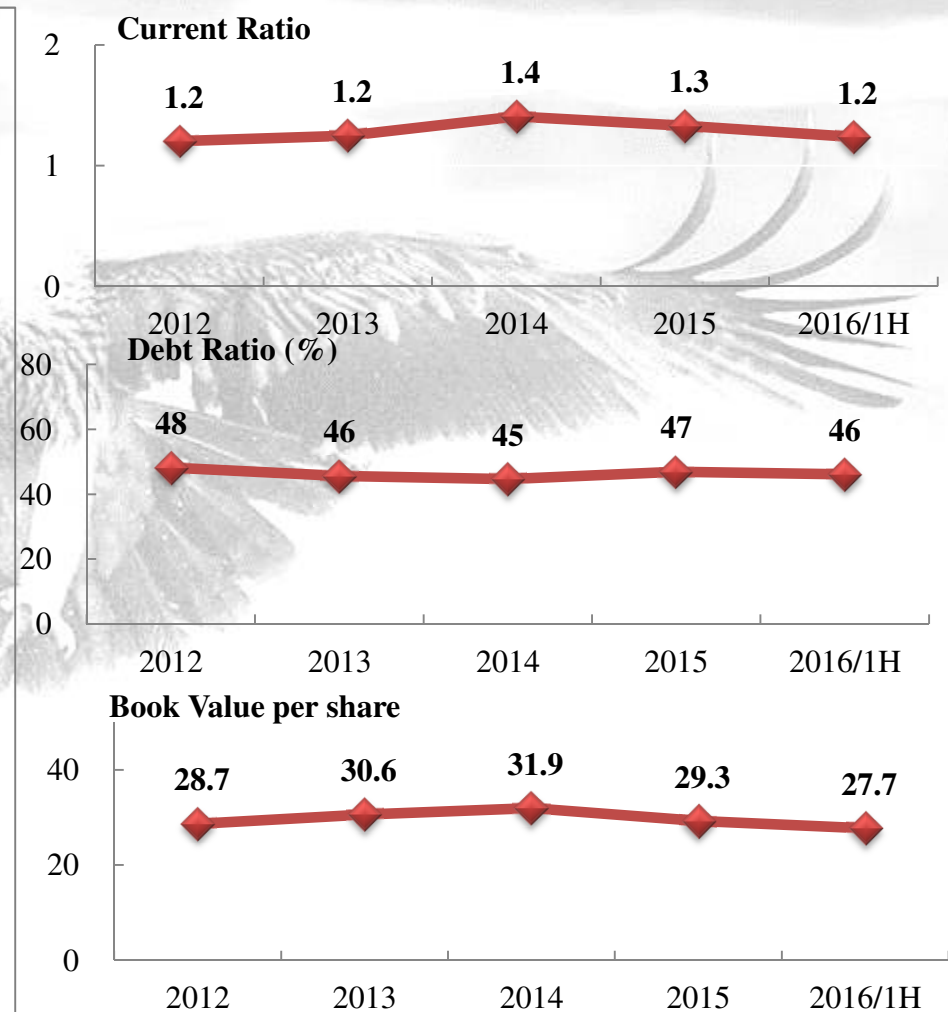 Current Ratio
2
1.2 1.2 1.4 1.3 1.2
1
0
2012 2013 2014 2015 2016/1H
Debt Ratio (%)
80
60
48 46 45 47 46
40
20
0
2012 2013 2014 2015 2016/1H
Book Value per share
40
28.7 30.6 31.9 29.3 27.7
20
0
2012 2013 2014 2015 2016/1H